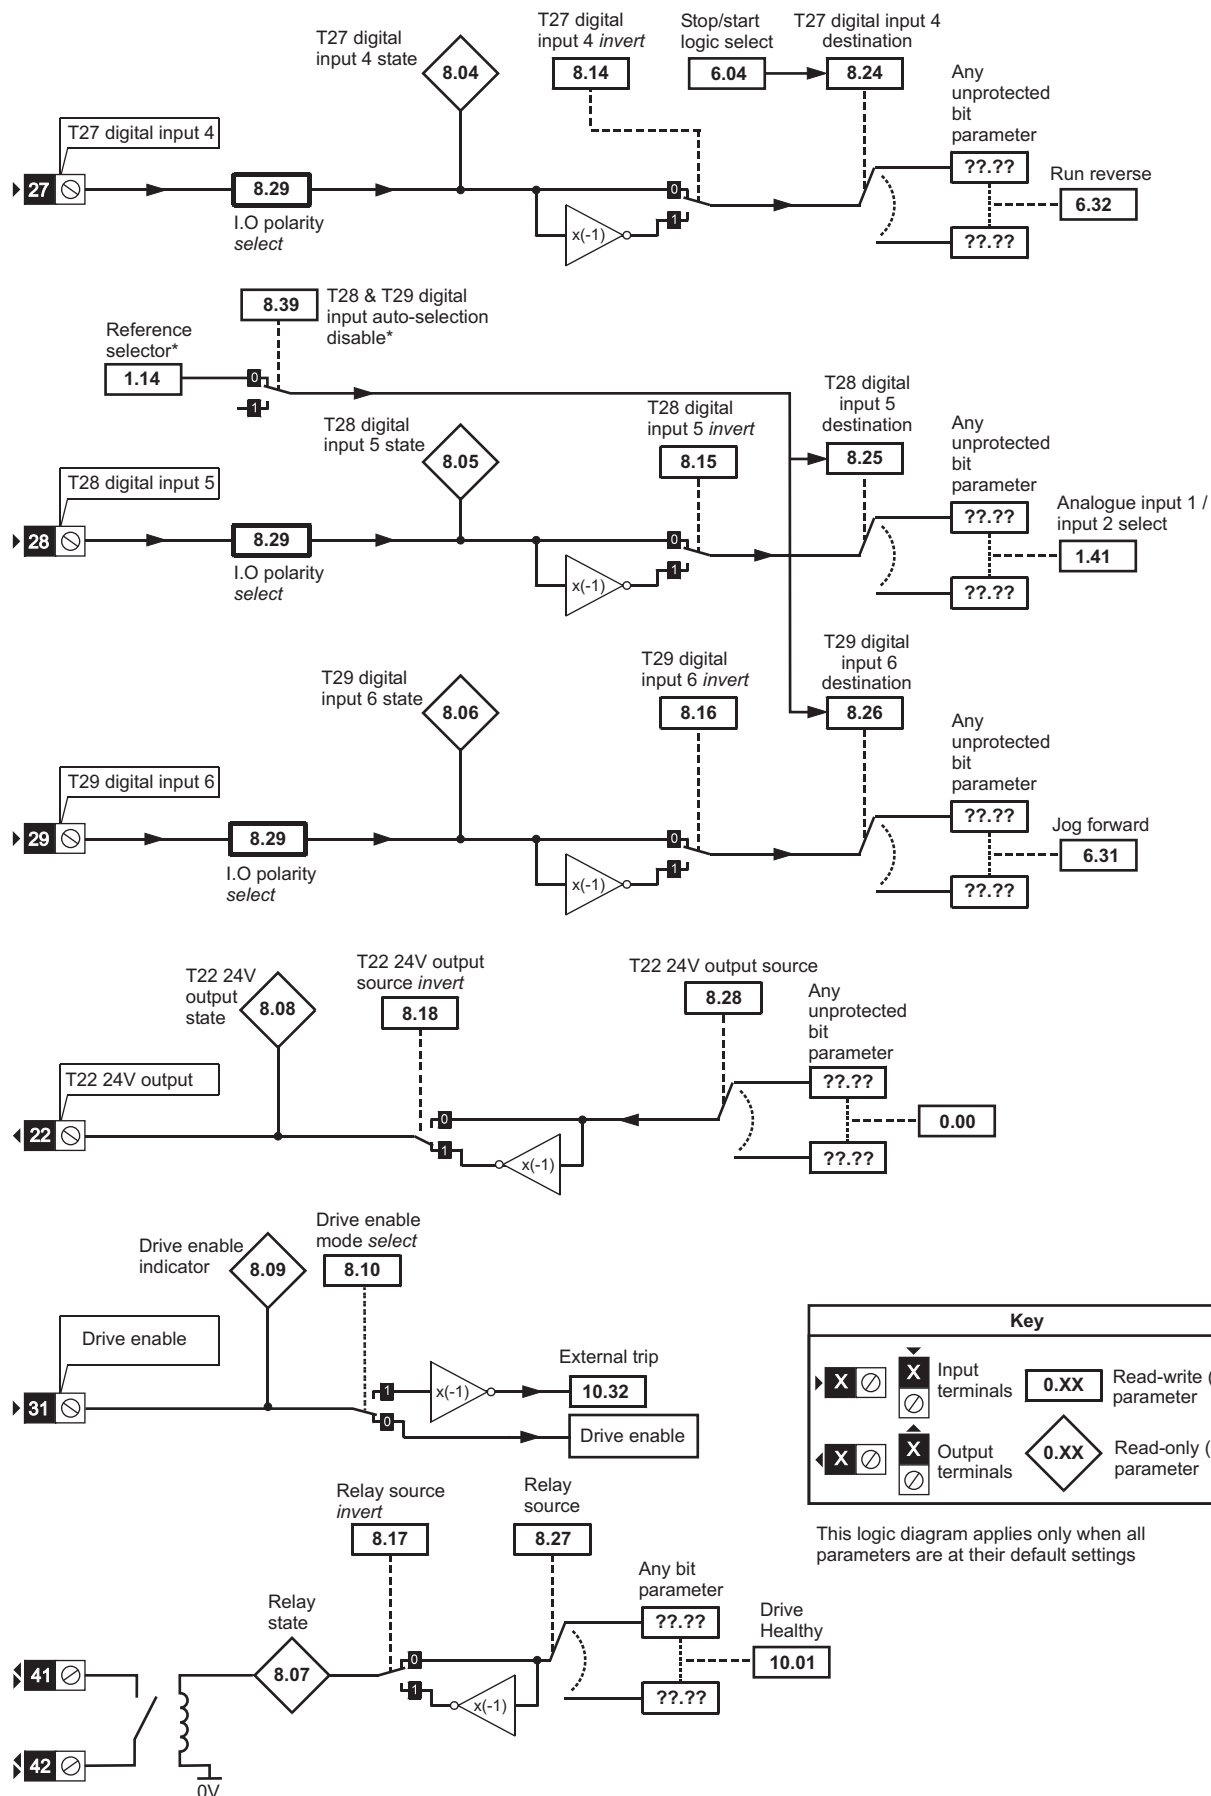 T27 digital
input 4 state
8.04
T27 digital
input 4 invert
8.14
Stop/start
logic select
6.04
T27 digital input 4
destination
8.24
Any
unprotected
bit
parameter
T27 digital input 4
27
8.29
I.O polarity
select
0
1
x(-1)
??.??
??.??
Run reverse
6.32
8.39
T28 & T29 digital
input auto-selection
disable*
Reference
selector*
1.14
0
1
T28 digital
input 5 state
8.05
T28 digital
input 5 invert
8.15
T28 digital
input 5
destination
8.25
Any
unprotected
bit
parameter
T28 digital input 5
28
8.29
I.O polarity
select
0
1
x(-1)
??.??
??.??
Analogue input 1 /
input 2 select
1.41
T29 digital
input 6 state
8.06
T29 digital
input 6 invert
8.16
T29 digital
input 6
destination
8.26
Any
unprotected
bit
parameter
T29 digital input 6
29
8.29
I.O polarity
select
0
1
x(-1)
??.??
??.??
Jog forward
6.31
T22 24V
output
state
8.08
T22 24V output
source invert
8.18
T22 24V output source
8.28
Any
unprotected
bit
parameter
T22 24V output
22
0
1
x(-1)
??.??
??.??
0.00
Drive enable
indicator
8.09
Drive enable
mode select
8.10
Drive enable
31
1
0
x(-1)
External trip
10.32
Drive enable
Key
X
X
Input
terminals
0.XX
Read-write (
parameter
X
X
Output
terminals
0.XX
Read-only (
parameter
This logic diagram applies only when all
parameters are at their default settings
Relay source
invert
8.17
Relay
source
8.27
Any bit
parameter
??.??
??.??
Drive
Healthy
10.01
Relay
state
8.07
0
1
x(-1)
41
42
0V